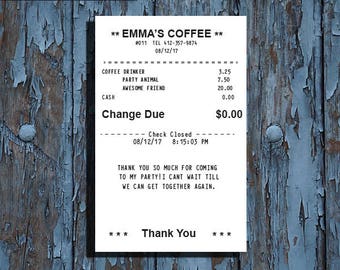 ** EMMA'S COFFEE **
#011 TEL 412-357-9874
08/12/17
COFFEE DRINKER 3.25
PARTY ANIMAL 7.50
AWESOME FRIEND 20.00
CASH 0.00
Change Due $0.00
Check Closed
08/12/17 8:15:03 PM
THANK YOU SO MUCH FOR COMING
TO MY PARTY!I CANT WAIT TILL
WE CAN GET TOGETHER AGAIN.
*** Thank You ***